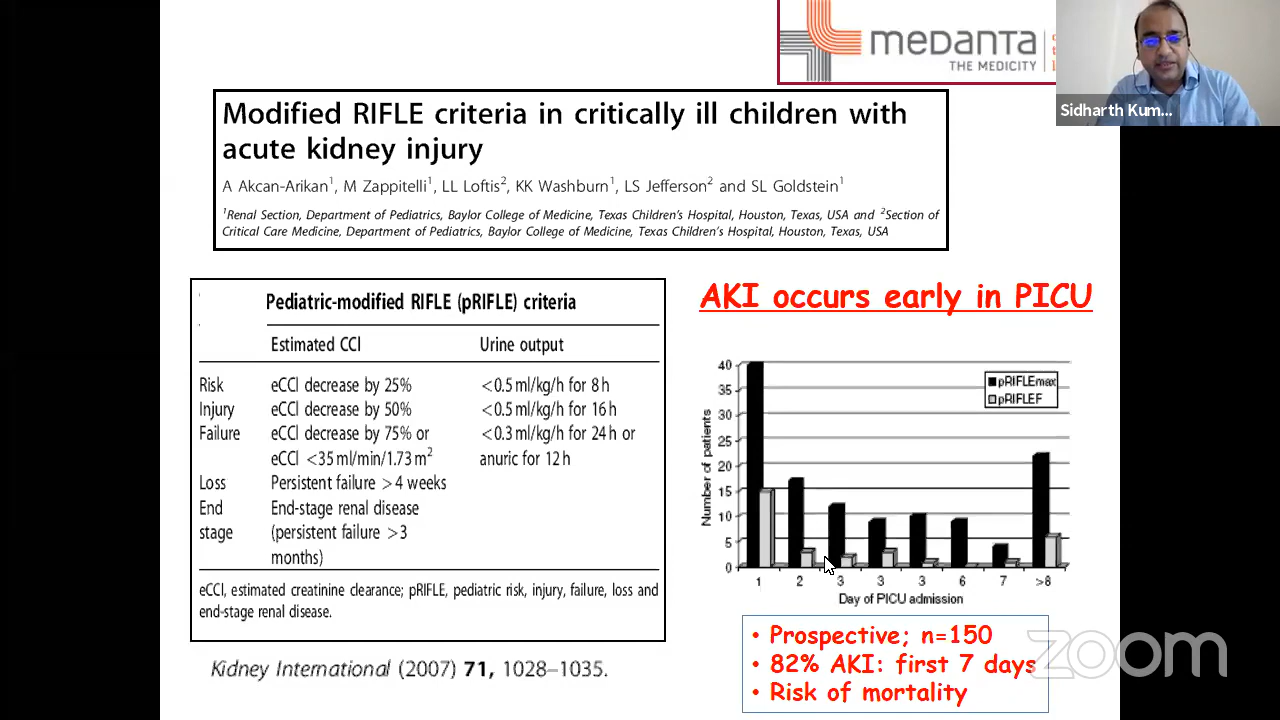 medanta
THE MEDICITY
Sidharth Kum...
Modified RIFLE criteria in critically ill children with
acute kidney injury
A Akcan-Arikan1, M Zappitelli1, LL Loftis2, KK Washburn1, LS Jefferson2 and SL Goldstein1
1Renal Section, Department of Pediatrics, Baylor College of Medicine, Texas Children's Hospital, Houston, Texas, USA and 2Section of
Critical Care Medicine, Department of Pediatrics, Baylor College of Medicine, Texas Children's Hospital, Houston, Texas, USA
Pediatric-modified RIFLE (pRIFLE) criteria
Estimated CCl Urine output
Risk eCCl decrease by 25% <0.5 ml/kg/h for 8 h
Injury eCCl decrease by 50% <0.5 ml/kg/h for 16 h
Failure eCCl decrease by 75% or <0.3 ml/kg/h for 24 h or
eCCl <35 ml/min/1.73 m2 anuric for 12 h
Loss Persistent failure >4 weeks
End End-stage renal disease
stage (persistent failure >3
months)
eCCl, estimated creatinine clearance; pRIFLE, pediatric risk, injury, failure, loss and
end-stage renal disease.
Kidney International (2007) 71, 1028–1035.
AKI occurs early in PICU
Number of patients
40
35
30
25
20
15
10
5
0
pRIFLEmax
pRIFLEF
1 2 3 3 3 6 7 >8
Day of PICU admission
• Prospective; n=150
• 82% AKI: first 7 days
• Risk of mortality
zoom